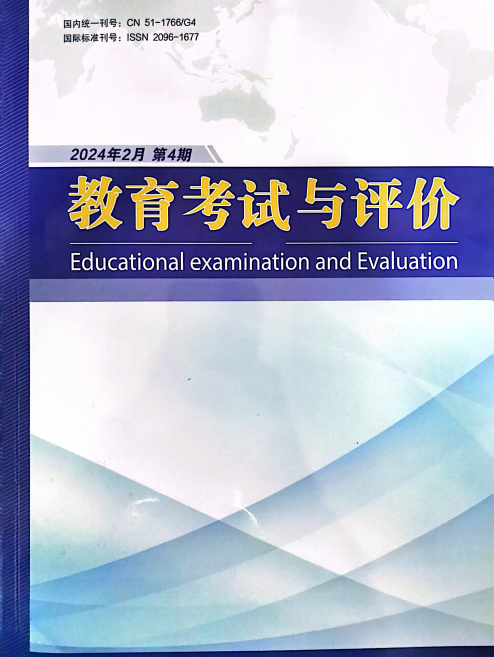 国内统一刊号：CN 51-1766/G4
国际标准刊号：ISSN 2096-1677
2024年2月 第4期
教育考试与评价
Educational examination and Evaluation